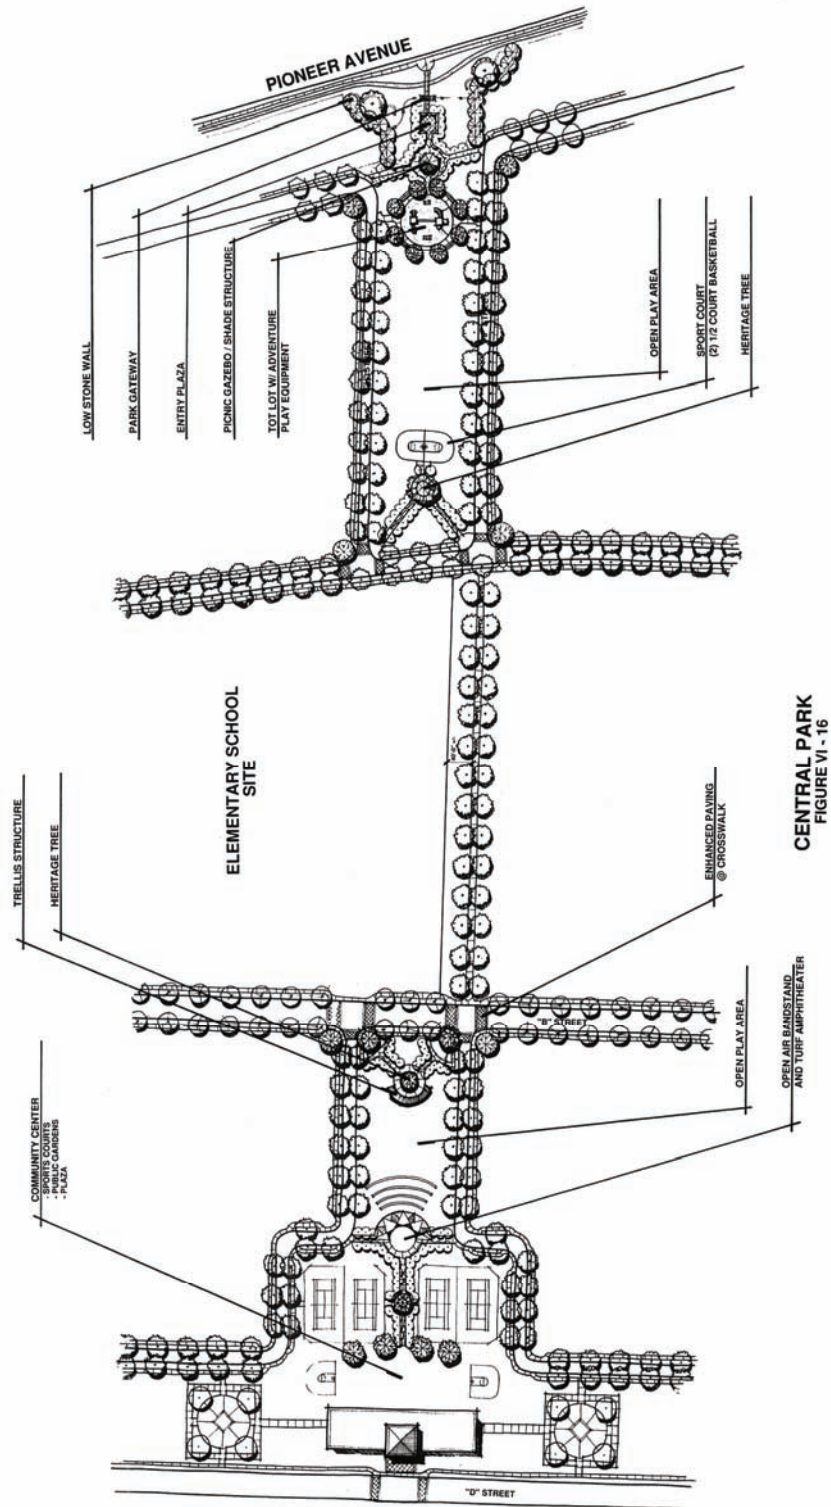 PIONEER AVENUE
LOW STONE WALL
PARK GATEWAY
ENTRY PLAZA
PICNIC GAZEBO / SHADE STRUCTURE
TOT LOT W/ ADVENTURE
PLAY EQUIPMENT
OPEN PLAY AREA
SPORT COURT
(2) 1/2 COURT BASKETBALL
HERITAGE TREE
ELEMENTARY SCHOOL
SITE
TRELLIS STRUCTURE
HERITAGE TREE
ENHANCED PAVING
@ CROSSWALK
"B" STREET
COMMUNITY CENTER
- SPORTS COURTS
- PUBLIC GARDENS
- PLAZA
OPEN PLAY AREA
OPEN AIR BANDSTAND
AND TURF AMPHITHEATER
"D" STREET
CENTRAL PARK
FIGURE VI - 16